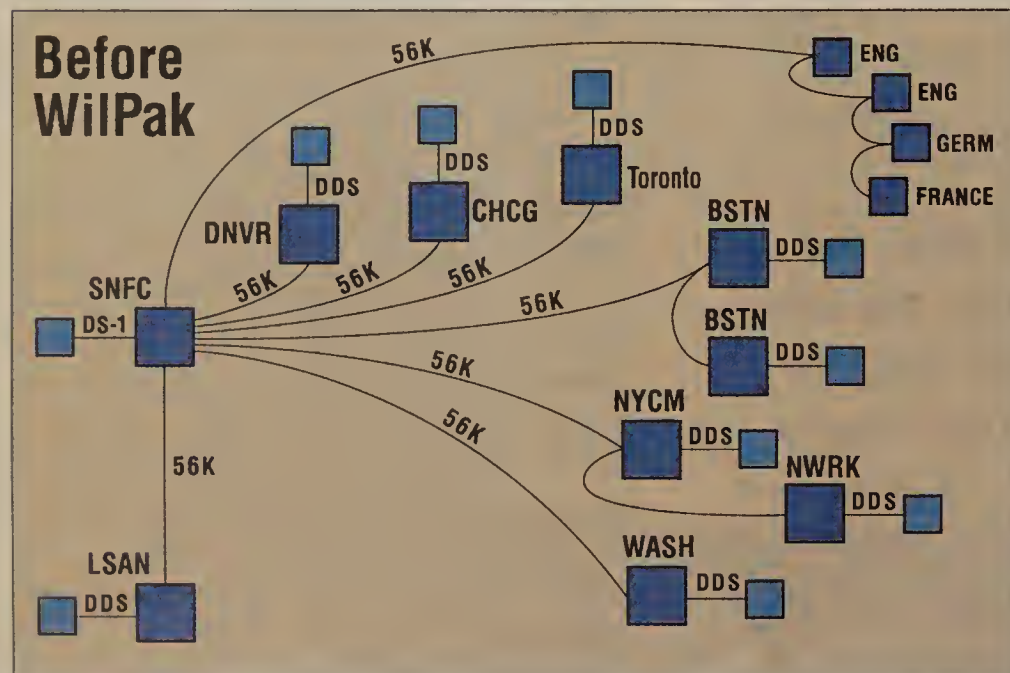 Before
WilPak
56K
ENG
ENG
GERM
FRANCE
DDS
Toronto
DDS
CHCG
DDS
DNVR
BSTN
DDS
SNFC
DS-1
56K
56K
56K
56K
BSTN
DDS
56K
NYCM
DDS
56K
NWRK
DDS
56K
WASH
DDS
LSAN
DDS